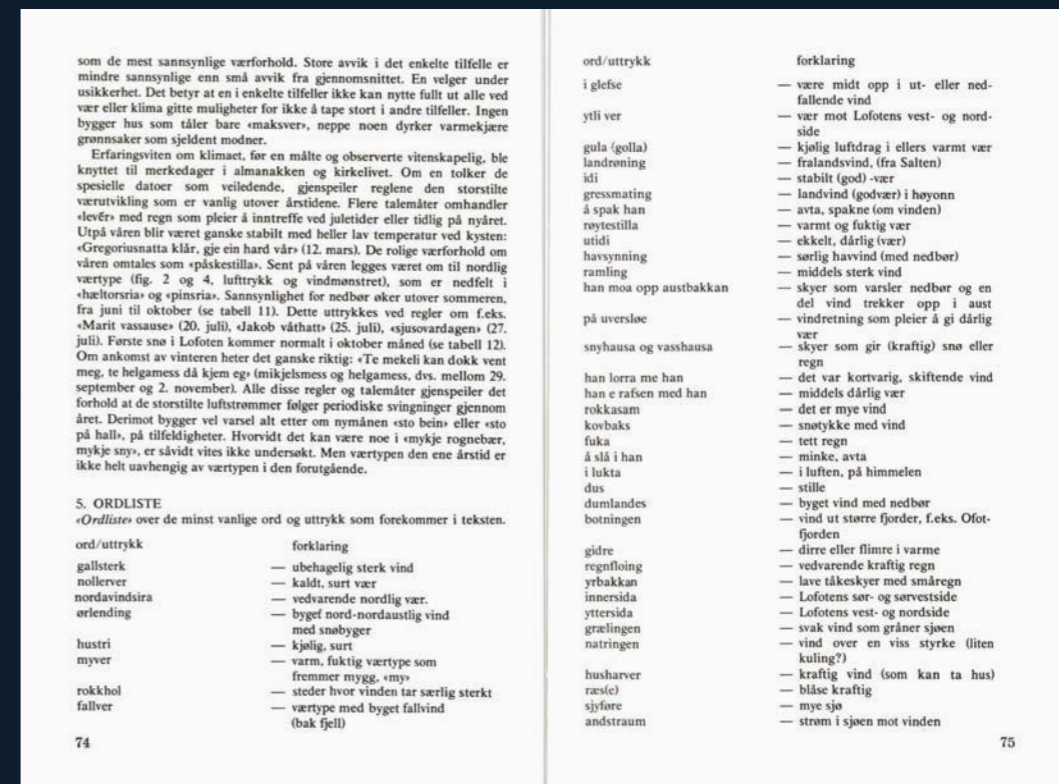 som de mest sannsynlige værforhold. Store avvik i det enkelte tilfelle er
mindre sannsynlige enn små avvik fra gjennomsnittet. En velger under
usikkerhet. Det betyr at en i enkelte tilfeller ikke kan nytte fullt ut alle ved
vær eller klima gitte muligheter for ikke å tape stort i andre tilfeller. Ingen
bygger hus som tåler bare «maksver», neppe noen dyrker varmekjære
grønnsaker som sjeldent modner.
Erfaringsviten om klimaet, før en målte og observerte vitenskapelig, ble
knyttet til merkedager i almanakken og kirkelivet. Om en tolker de
spesielle datoer som veiledende, gjenspeiler reglene den storstilte
værutvikling som er vanlig utover årstidene. Flere talemåter omhandler
«levér» med regn som pleier å inntreffe ved juletider eller tidlig på nyåret.
Utpå våren blir været ganske stabilt med heller lav temperatur ved kysten:
«Gregoriusnatta klår, gje ein hard vår» (12. mars). De rolige værforhold om
våren omtales som «påskestilla». Sent på våren legges været om til nordlig
værtype (fig. 2 og 4, lufttrykk og vindmønstret), som er nedfelt i
«hæltorsria» og «pinsria». Sannsynlighet for nedbør øker utover sommeren,
fra juni til oktober (se tabell 11). Dette uttrykkes ved regler om f.eks.
«Marit vassause» (20. juli), «Jakob våthatt» (25. juli), «sjusovardagen» (27.
juli). Første snø i Lofoten kommer normalt i oktober måned (se tabell 12).
Om ankomst av vinteren heter det ganske riktig: «Te mekeli kan dokk vent
meg, te helgamess då kjem eg» (mikjelsmess og helgamess, dvs. mellom 29.
september og 2. november). Alle disse regler og talemåter gjenspeiler det
forhold at de storstilte luftstrømmer følger periodiske svingninger gjennom
året. Derimot bygger vel varsel alt etter om nymånen «sto bein» eller «sto
på hall», på tilfeldigheter. Hvorvidt det kan være noe i «mykje rognebær,
mykje sny», er såvidt vites ikke undersøkt. Men værtypen den ene årstid er
ikke helt uavhengig av værtypen i den forutgående.
5. ORDLISTE
«Ordliste» over de minst vanlige ord og uttrykk som forekommer i teksten.
ord/uttrykk forklaring
gallsterk — ubehagelig sterk vind
nollerver — kaldt, surt vær
nordavindsira — vedvarende nordlig vær.
ørlending — byget nord-nordaustlig vind
med snøbyger
hustri — kjølig, surt
myver — varm, fuktig værtype som
fremmer mygg, «my»
rokkhol — steder hvor vinden tar særlig sterkt
fallver — værtype med byget fallvind
(bak fjell)
74
ord/uttrykk forklaring
i glefse — være midt opp i ut- eller ned-
fallende vind
ytli ver — vær mot Lofotens vest- og nord-
side
gula (golla) — kjølig luftdrag i ellers varmt vær
landrøning — fralandsvind, (fra Salten)
idi — stabilt (god) -vær
gressmating — landvind (godvær) i høyonn
å spak han — avta, spakne (om vinden)
røytestilla — varmt og fuktig vær
utidi — ekkelt, dårlig (vær)
havsynning — sørlig havvind (med nedbør)
ramling — middels sterk vind
han moa opp austbakkan — skyer som varsler nedbør og en
del vind trekker opp i aust
på uversløe — vindretning som pleier å gi dårlig
vær
snyhausa og vasshausa — skyer som gir (kraftig) snø eller
regn
han lorra me han — det var kortvarig, skiftende vind
han e rafsen med han — middels dårlig vær
rokkasam — det er mye vind
kovbaks — snøtykke med vind
fuka — tett regn
å slå i han — minke, avta
i lukta — i luften, på himmelen
dus — stille
dumlandes — byget vind med nedbør
botningen — vind ut større fjorder, f.eks. Ofot-
fjorden
gidre — dirre eller flimre i varme
regnfloing — vedvarende kraftig regn
yrbakkan — lave tåkeskyer med småregn
innersida — Lofotens sør- og sørvestside
yttersida — Lofotens vest- og nordside
grælingen — svak vind som gråner sjøen
natringen — vind over en viss styrke (liten
kuling?)
husharver — kraftig vind (som kan ta hus)
ræs(e) — blåse kraftig
sjyføre — mye sjø
andstraum — strøm i sjøen mot vinden
75